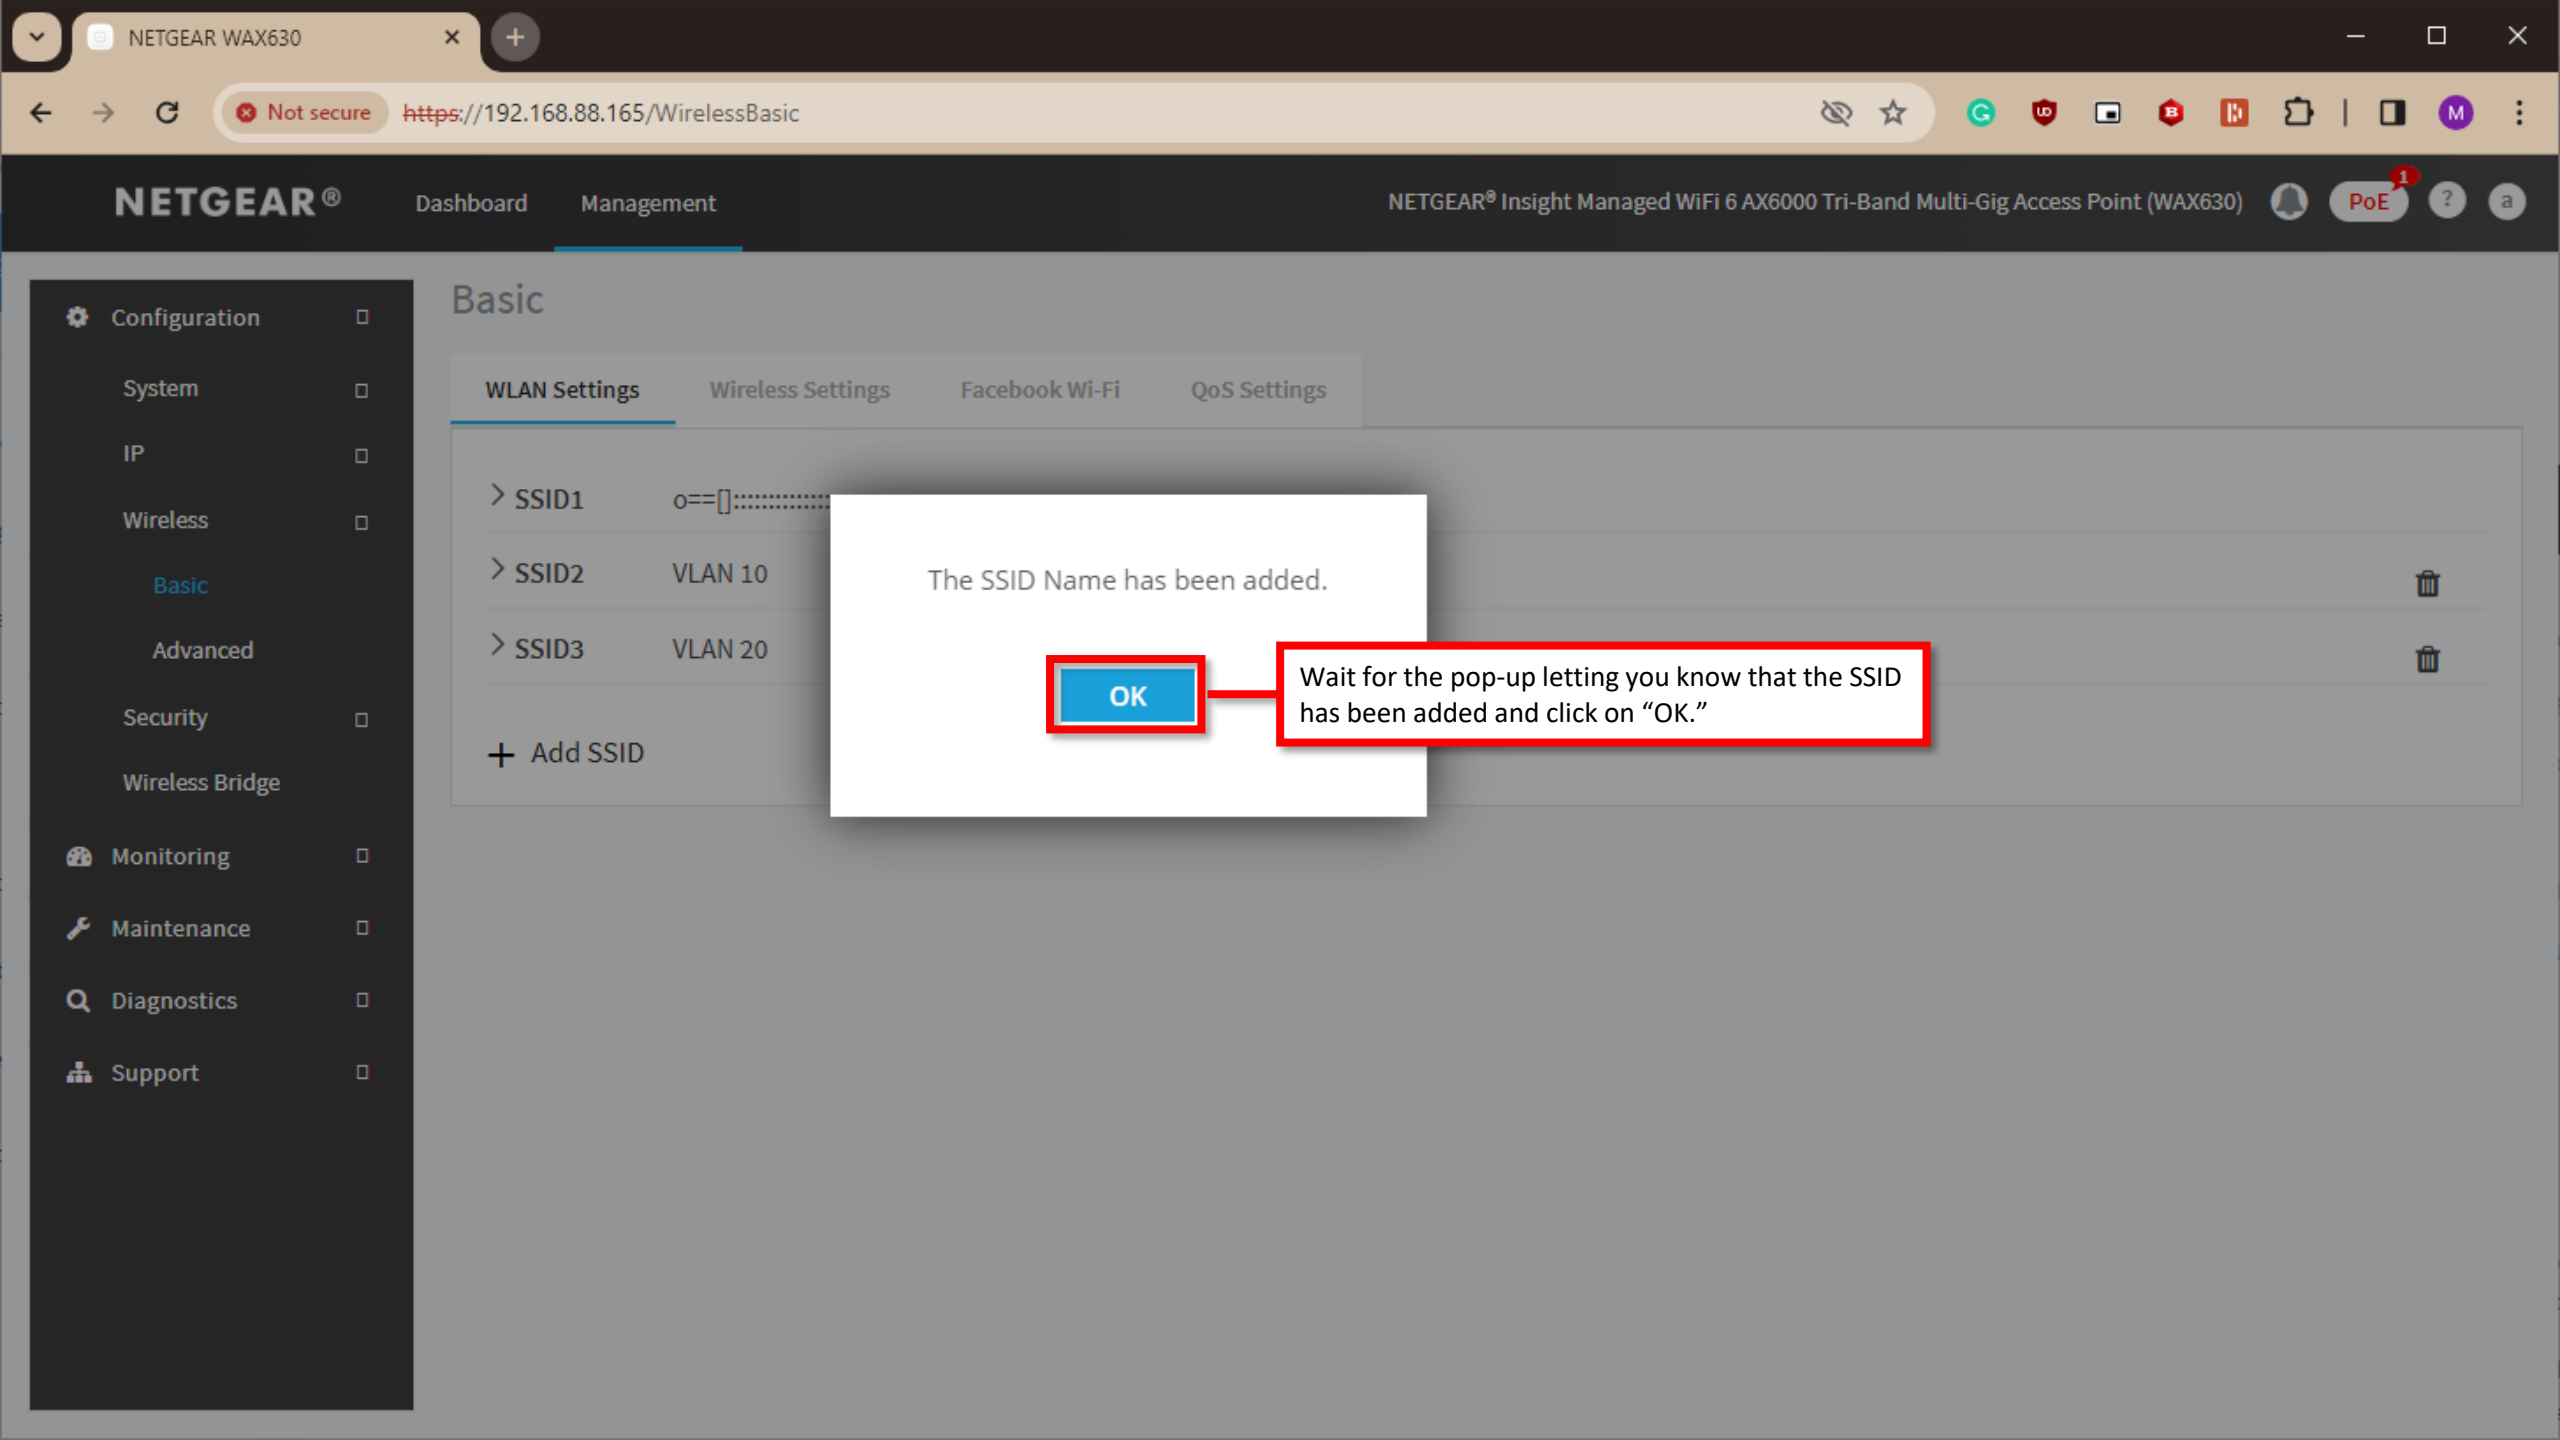 NETGEAR WAX630
Not secure https://192.168.88.165/WirelessBasic
M
NETGEAR® Dashboard Management NETGEAR® Insight Managed WiFi 6 AX6000 Tri-Band Multi-Gig Access Point (WAX630) PoE 1 ? a
Configuration
System
IP
Wireless
Basic
Advanced
Security
Wireless Bridge
Monitoring
Maintenance
Diagnostics
Support
Basic
WLAN Settings Wireless Settings Facebook Wi-Fi QoS Settings
SSID1
SSID2 VLAN 10
SSID3 VLAN 20
+ Add SSID
The SSID Name has been added.
OK
Wait for the pop-up letting you know that the SSID
has been added and click on “OK.”